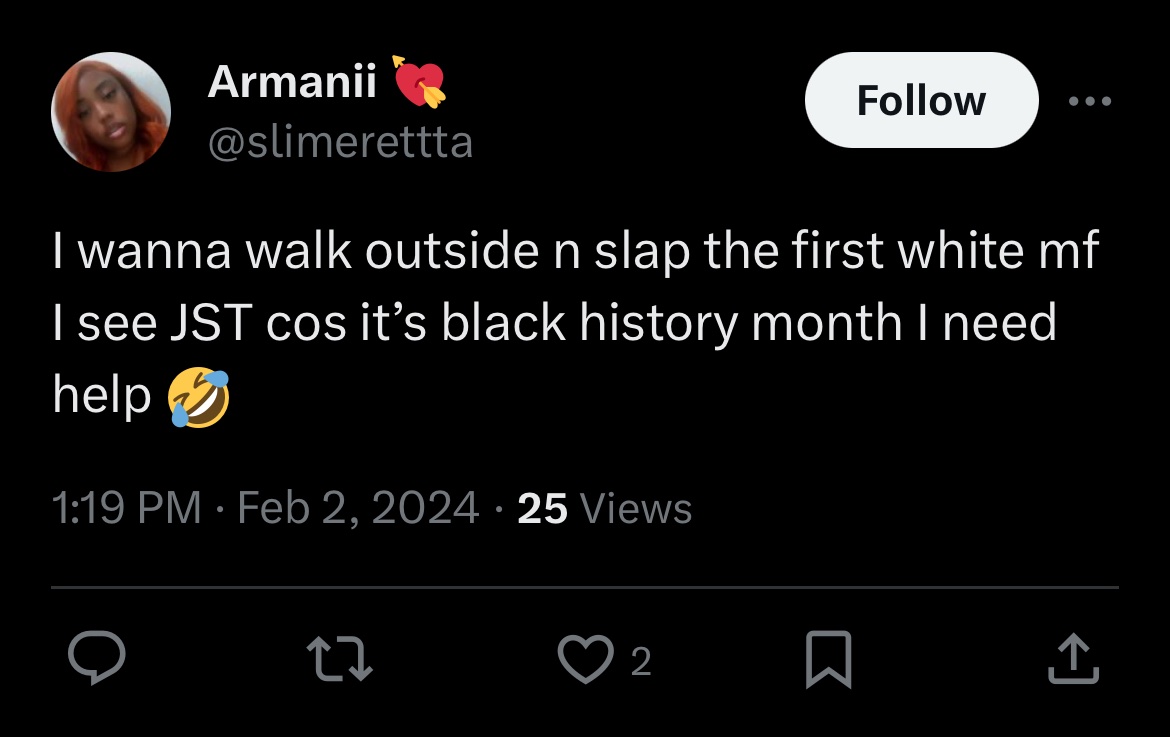 Armanii 💘
Follow
@slimerettta
I wanna walk outside n slap the first white mf
I see JST cos it’s black history month I need
help 🤣
1:19 PM · Feb 2, 2024 · 25 Views
2